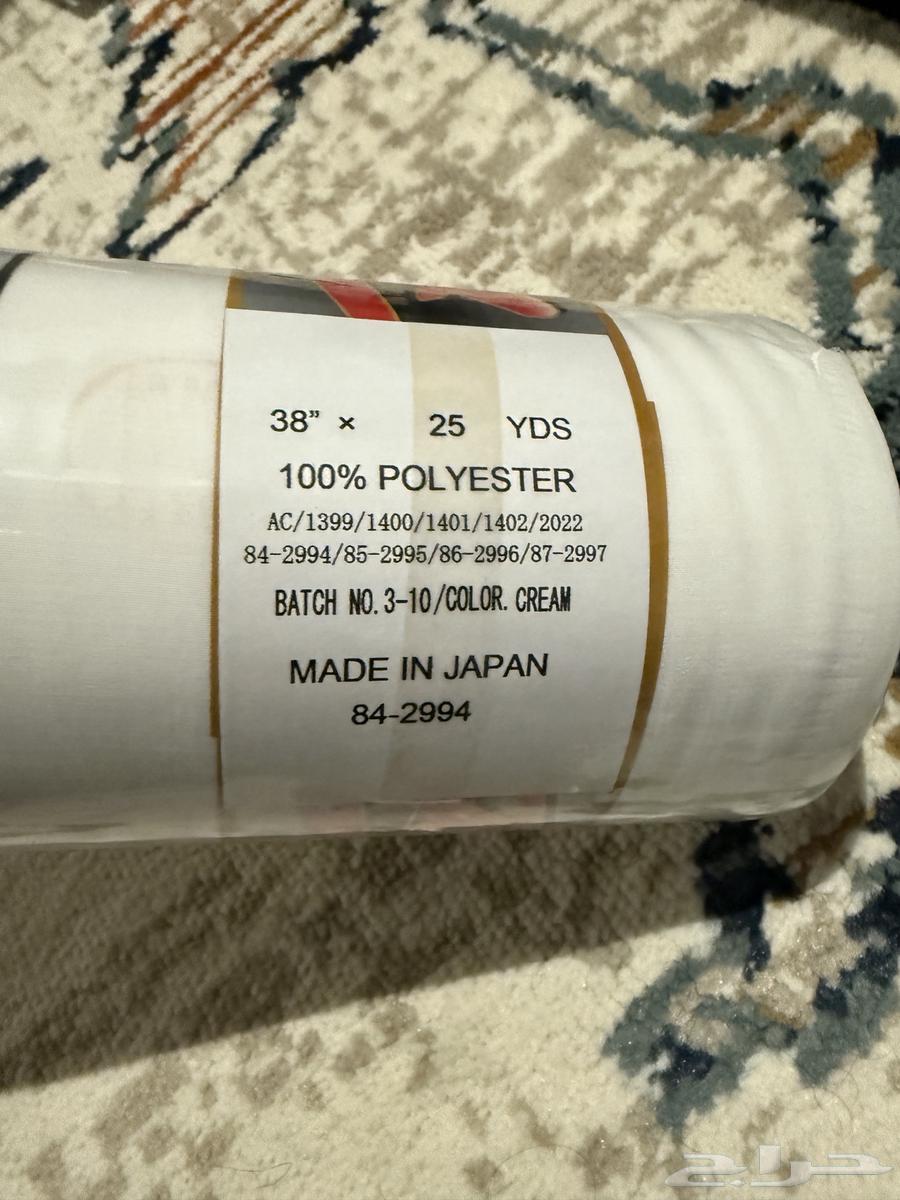 38” × 25 YDS
100% POLYESTER
AC/1399/1400/1401/1402/2022
84-2994/85-2995/86-2996/87-2997
BATCH NO. 3-10/COLOR. CREAM
MADE IN JAPAN
84-2994
حراج